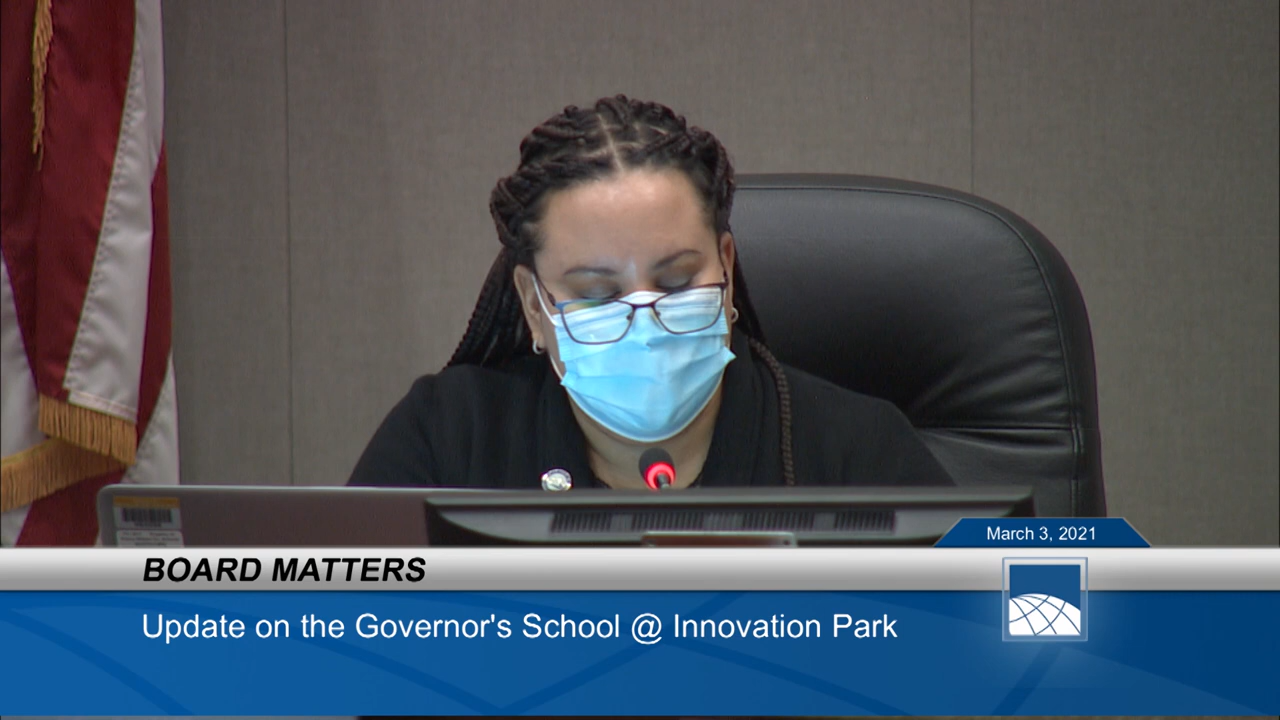 March 3, 2021
BOARD MATTERS
Update on the Governor's School @ Innovation Park